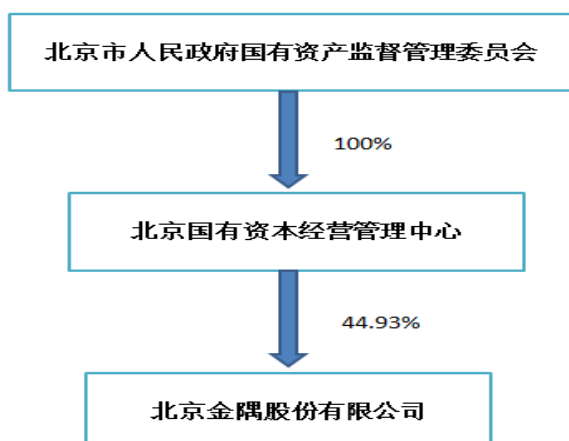 北京市人民政府国有资产监督管理委员会
100%
北京国有资本经营管理中心
44.93%
北京金隅股份有限公司